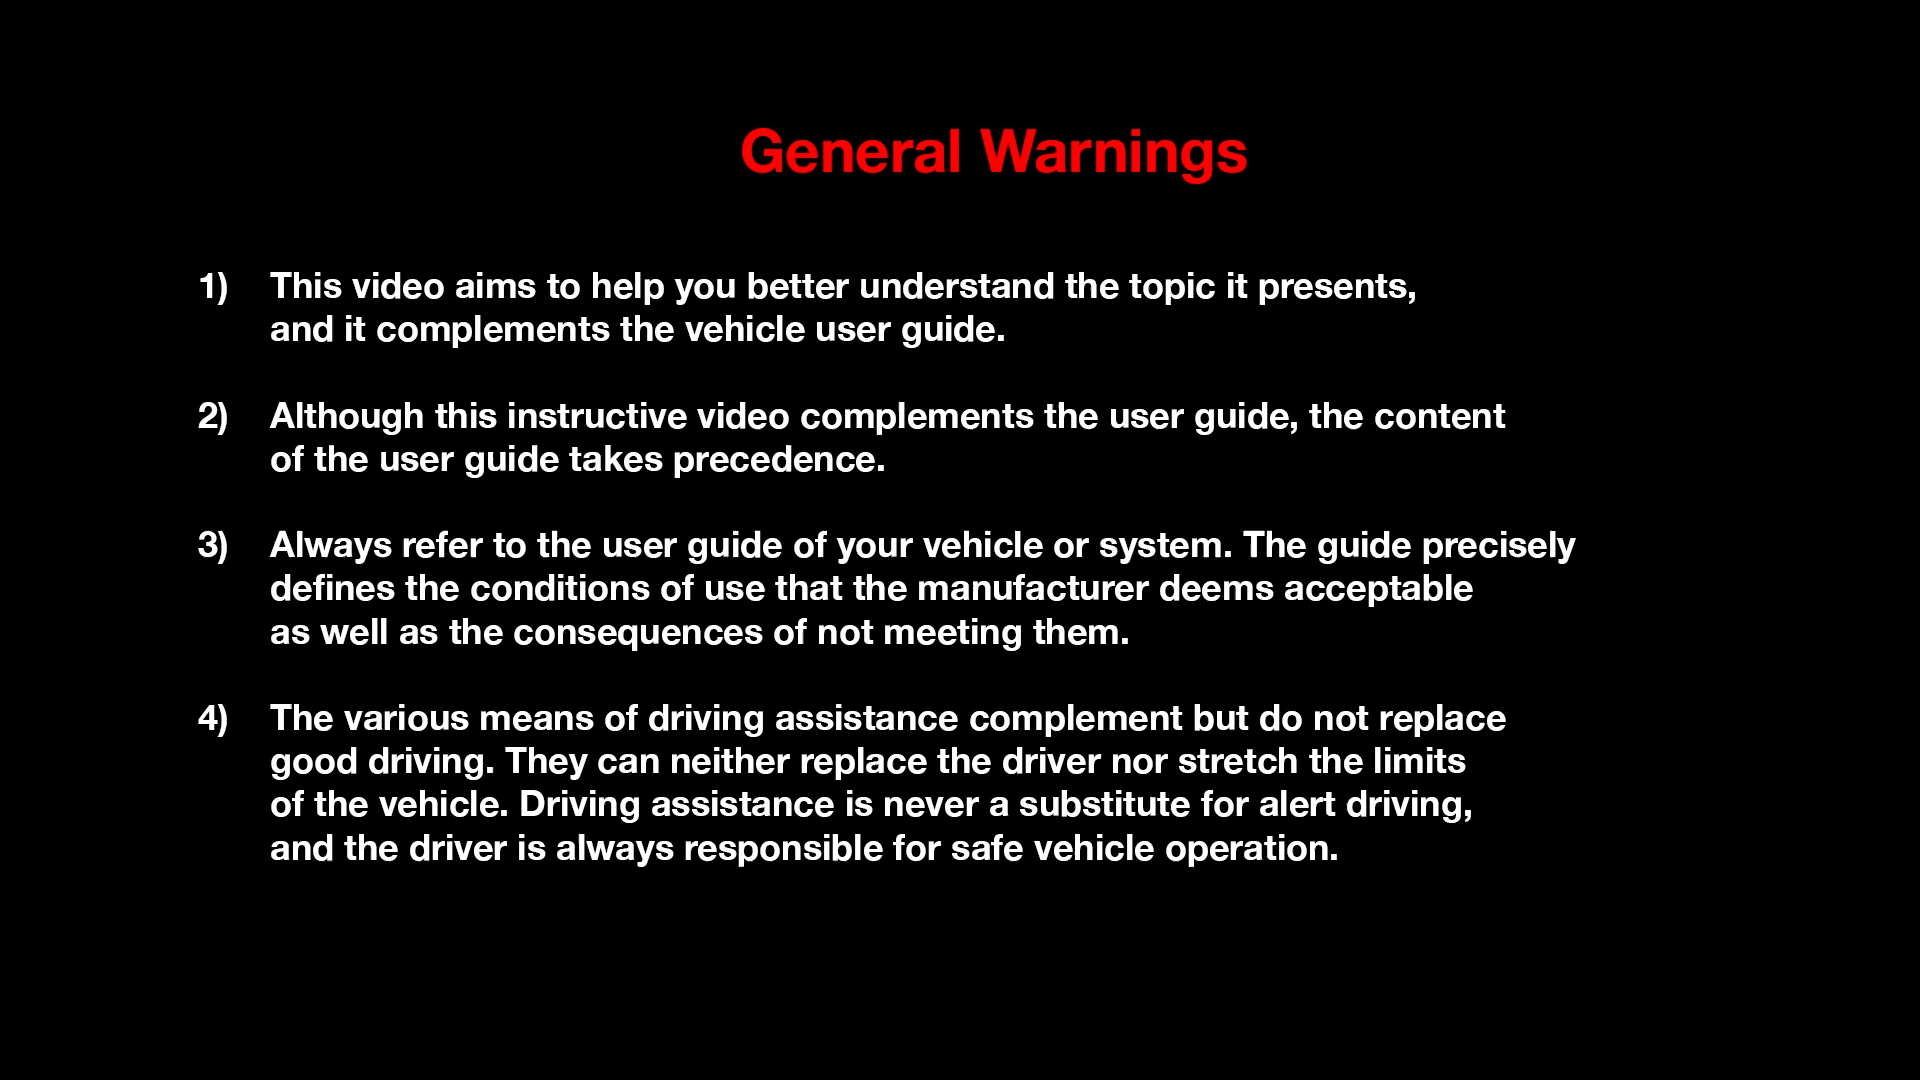 General Warnings
1) This video aims to help you better understand the topic it presents,
and it complements the vehicle user guide.
2) Although this instructive video complements the user guide, the content
of the user guide takes precedence.
3) Always refer to the user guide of your vehicle or system. The guide precisely
defines the conditions of use that the manufacturer deems acceptable
as well as the consequences of not meeting them.
4) The various means of driving assistance complement but do not replace
good driving. They can neither replace the driver nor stretch the limits
of the vehicle. Driving assistance is never a substitute for alert driving,
and the driver is always responsible for safe vehicle operation.